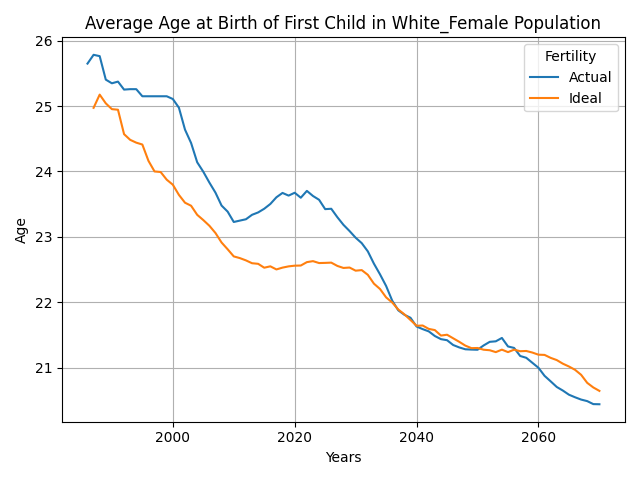 Average Age at Birth of First Child in White_Female Population
Fertility
Actual
Ideal
Age
26
25
24
23
22
21
2000 2020 2040 2060
Years